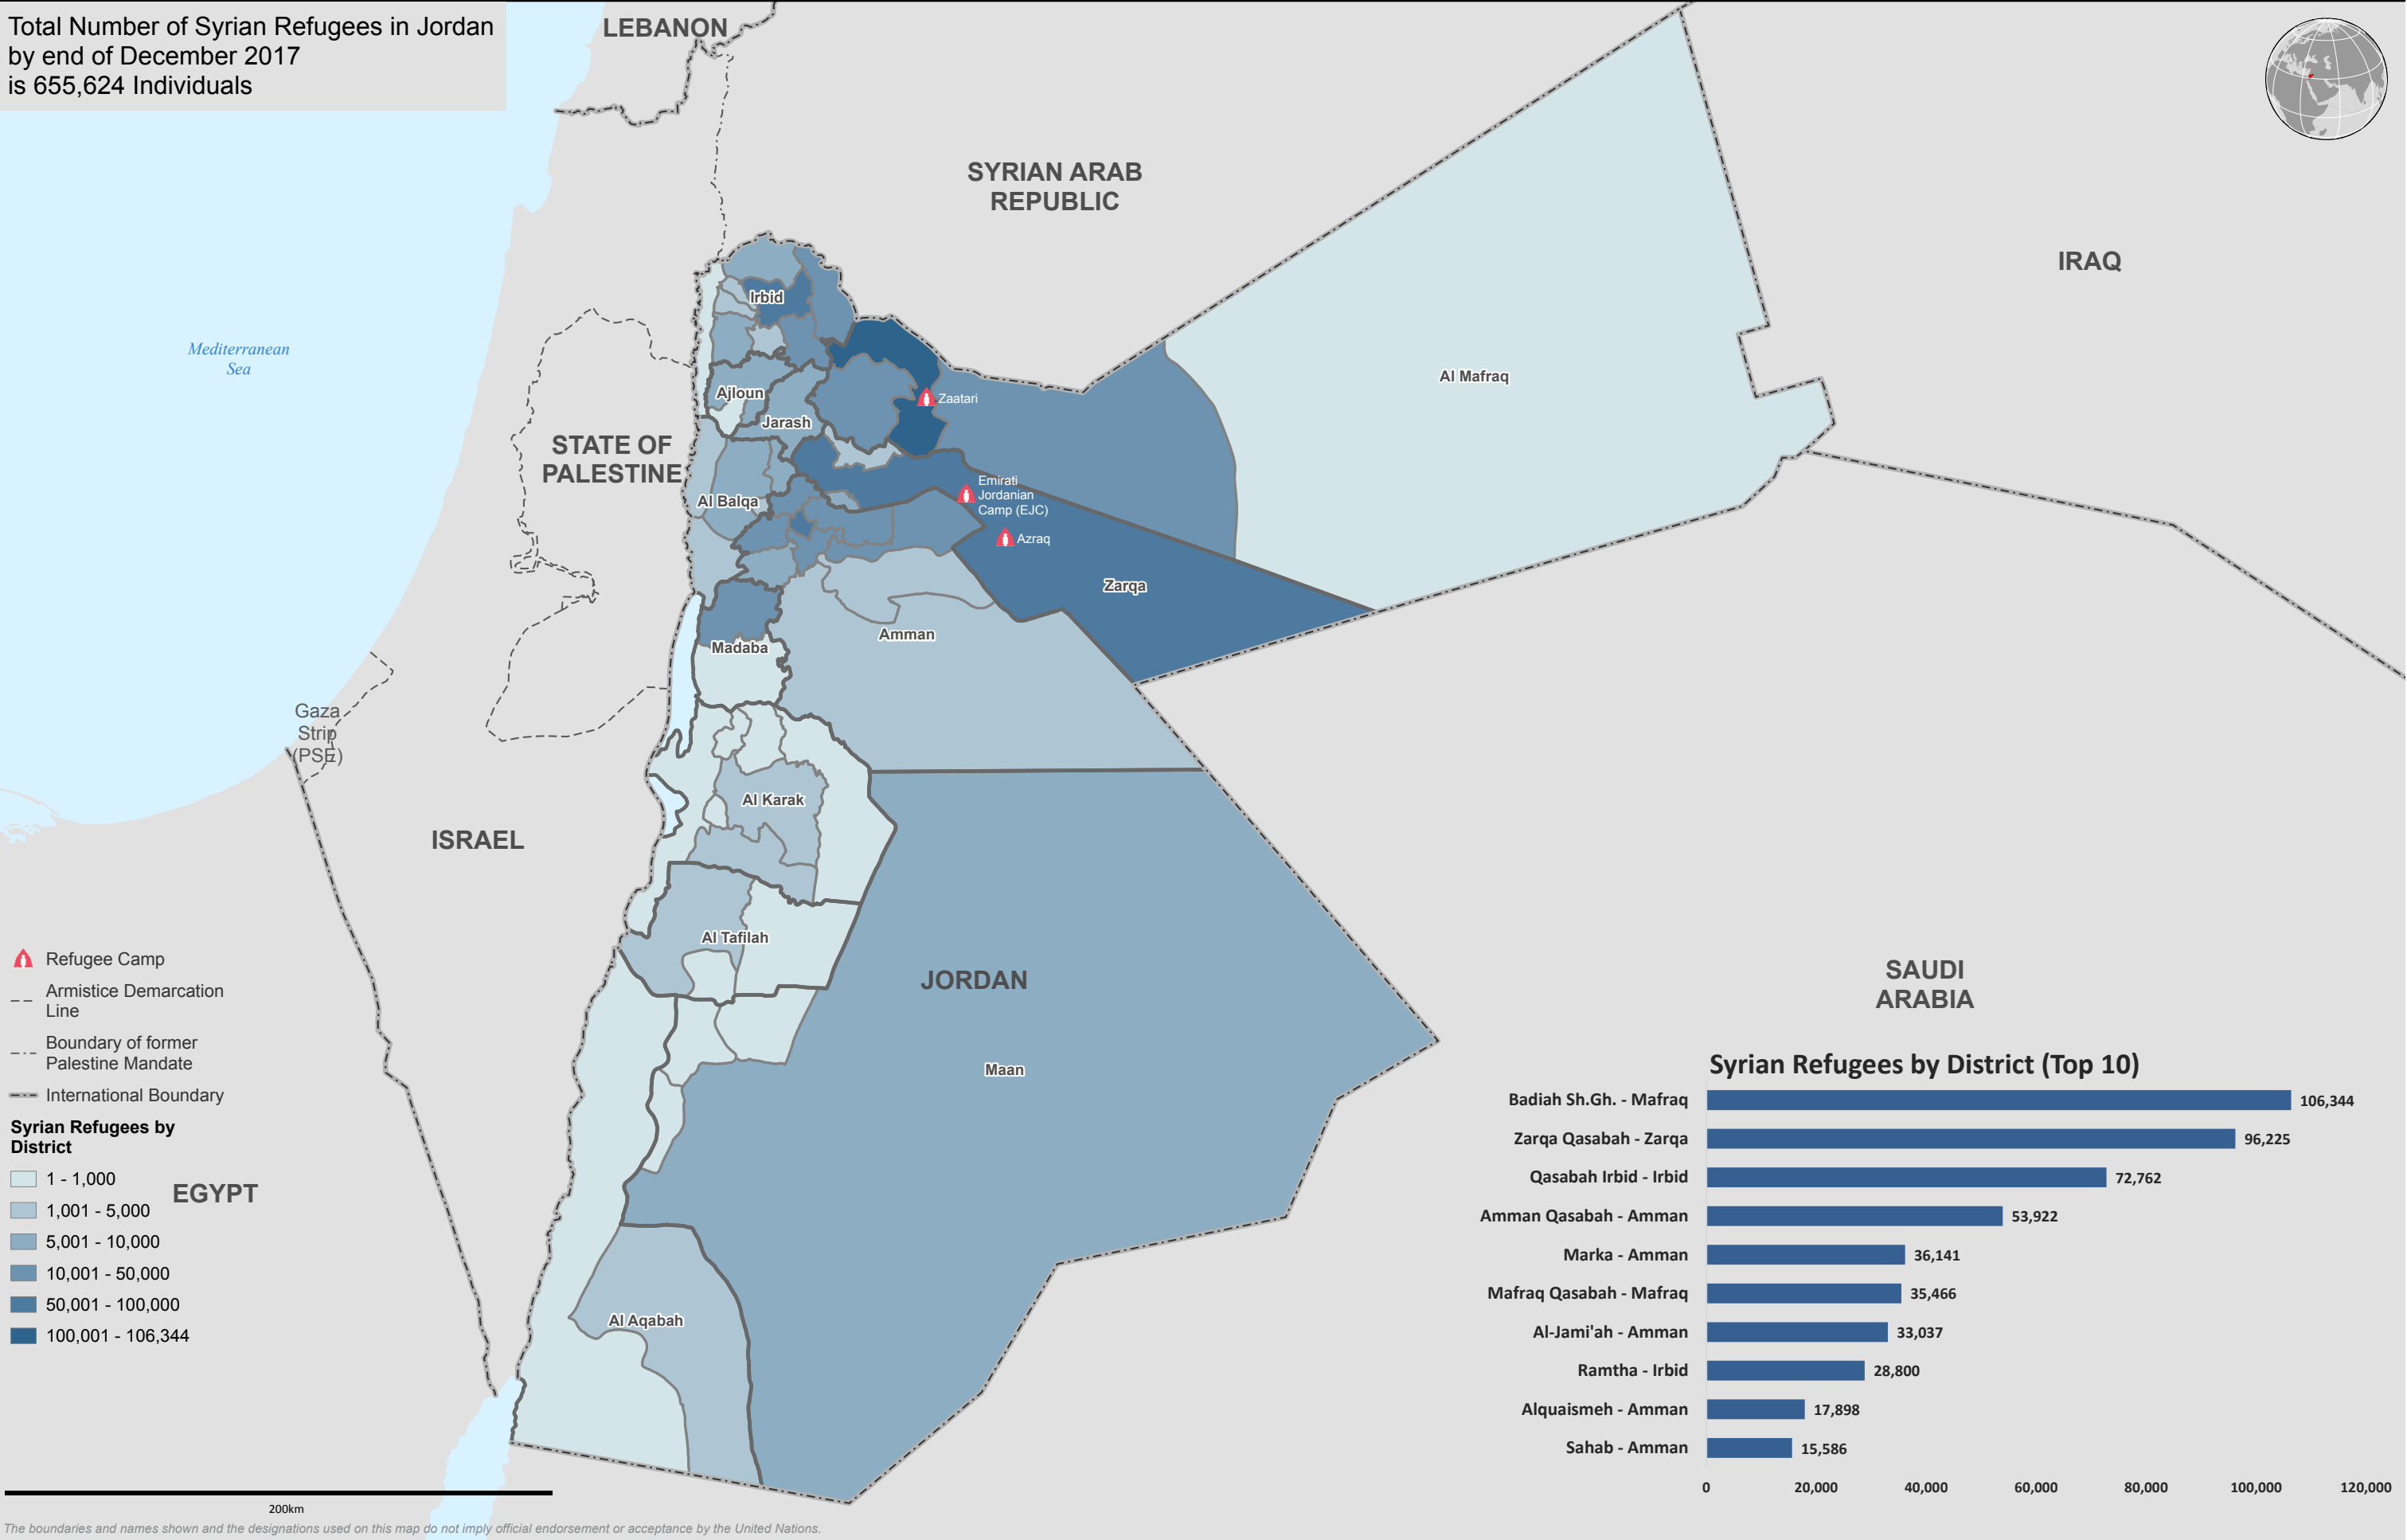 Total Number of Syrian Refugees in Jordan
by end of December 2017
is 655,624 Individuals
LEBANON
SYRIAN ARAB
REPUBLIC
IRAQ
Mediterranean
Sea
Irbid
Al Mafraq
Ajloun
Zaatari
Jarash
STATE OF
PALESTINE
Emirati
Jordanian
Camp (EJC)
Al Balqa
Azraq
Zarqa
Amman
Madaba
Gaza
Strip
(PSE)
Al Karak
ISRAEL
Al Tafilah
JORDAN
SAUDI
ARABIA
Maan
EGYPT
Al Aqabah
Refugee Camp
Armistice Demarcation
Line
Boundary of former
Palestine Mandate
International Boundary
Syrian Refugees by
District
1 - 1,000
1,001 - 5,000
5,001 - 10,000
10,001 - 50,000
50,001 - 100,000
100,001 - 106,344
Syrian Refugees by District (Top 10)
Badiah Sh.Gh. - Mafraq 106,344
Zarqa Qasabah - Zarqa 96,225
Qasabah Irbid - Irbid 72,762
Amman Qasabah - Amman 53,922
Marka - Amman 36,141
Mafraq Qasabah - Mafraq 35,466
Al-Jami'ah - Amman 33,037
Ramtha - Irbid 28,800
Alquaismeh - Amman 17,898
Sahab - Amman 15,586
0 20,000 40,000 60,000 80,000 100,000 120,000
200km
The boundaries and names shown and the designations used on this map do not imply official endorsement or acceptance by the United Nations.